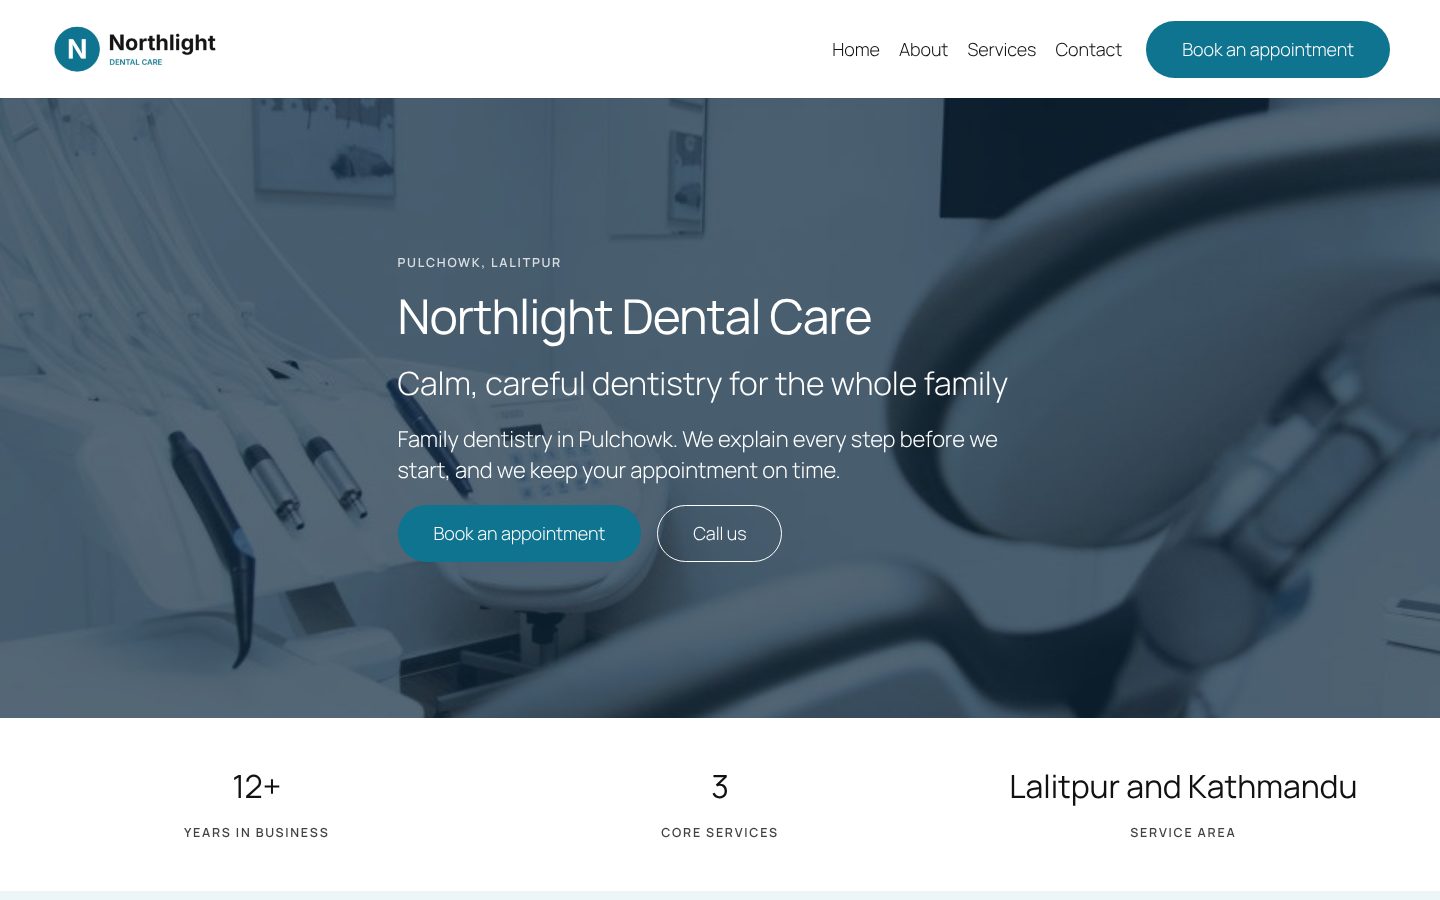 N Northlight
DENTAL CARE
Home About Services Contact Book an appointment
PULCHOWK, LALITPUR
Northlight Dental Care
Calm, careful dentistry for the whole family
Family dentistry in Pulchowk. We explain every step before we
start, and we keep your appointment on time.
Book an appointment Call us
12+ 3 Lalitpur and Kathmandu
YEARS IN BUSINESS CORE SERVICES SERVICE AREA